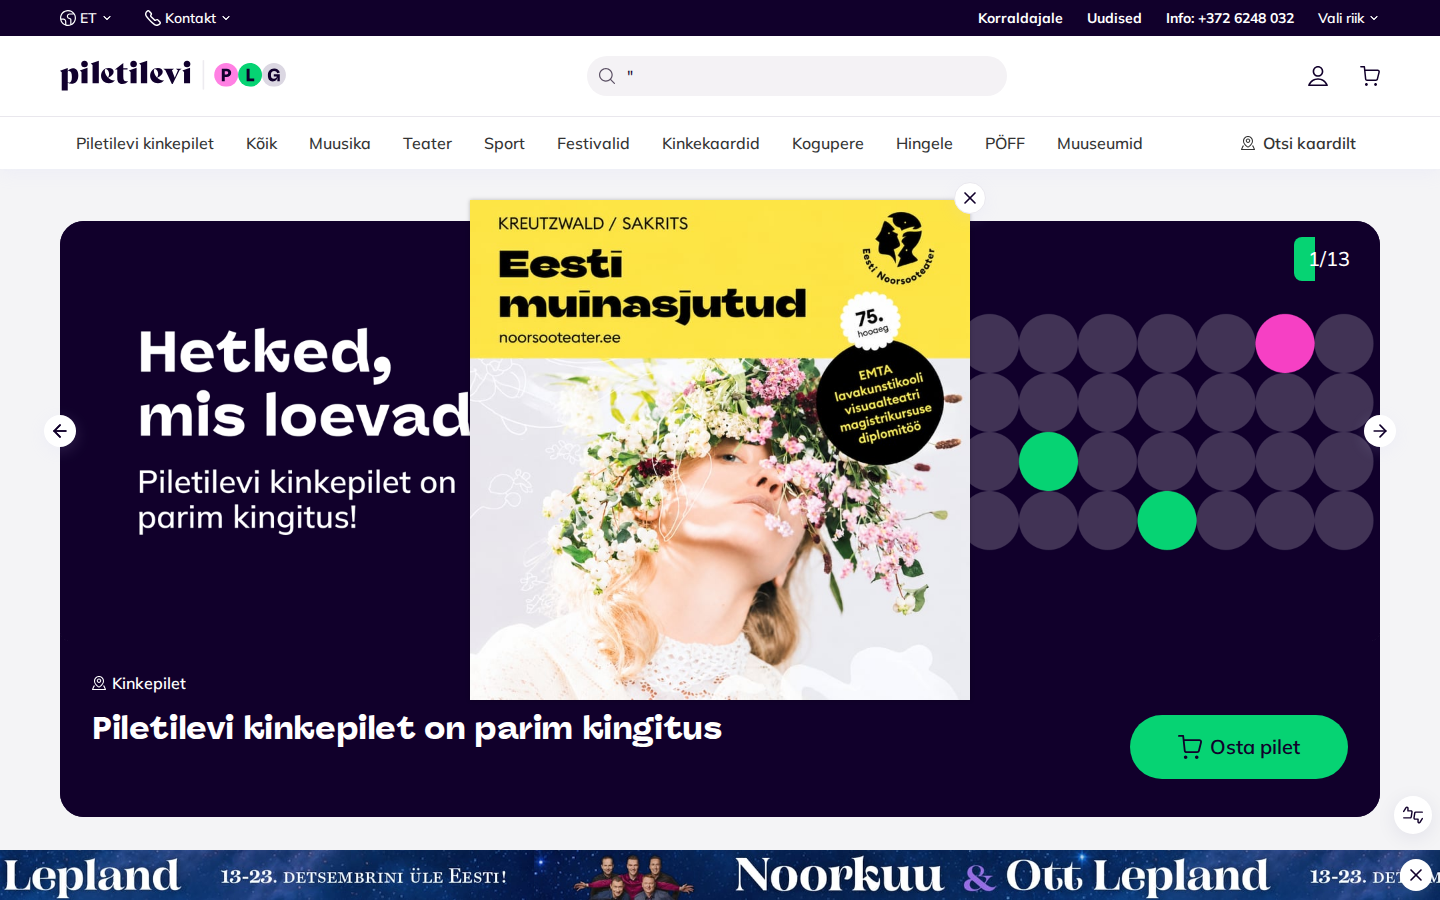 ET
Kontakt
Korraldajale
Uudised
Info: +372 6248 032
Vali riik
piletilevi
P L G
"
Piletilevi kinkepilet
Kõik
Muusika
Teater
Sport
Festivalid
Kinkekaardid
Kogupere
Hingele
PÖFF
Muuseumid
Otsi kaardilt
KREUTZWALD / SAKRITS
Eesti
muinasjutud
noorsooteater.ee
Eesti Noorsooteater
75.
hooaeg
EMTA
lavakunstikooli
visuaalteatri
magistrikursuse
diplomitöö
1/13
Hetked,
mis loevad
Piletilevi kinkepilet on
parim kingitus!
Kinkepilet
Piletilevi kinkepilet on parim kingitus
Osta pilet
Lepland
13-23. DETSEMBRINI ÜLE EESTI!
Noorkuu & Ott Lepland
13-23.